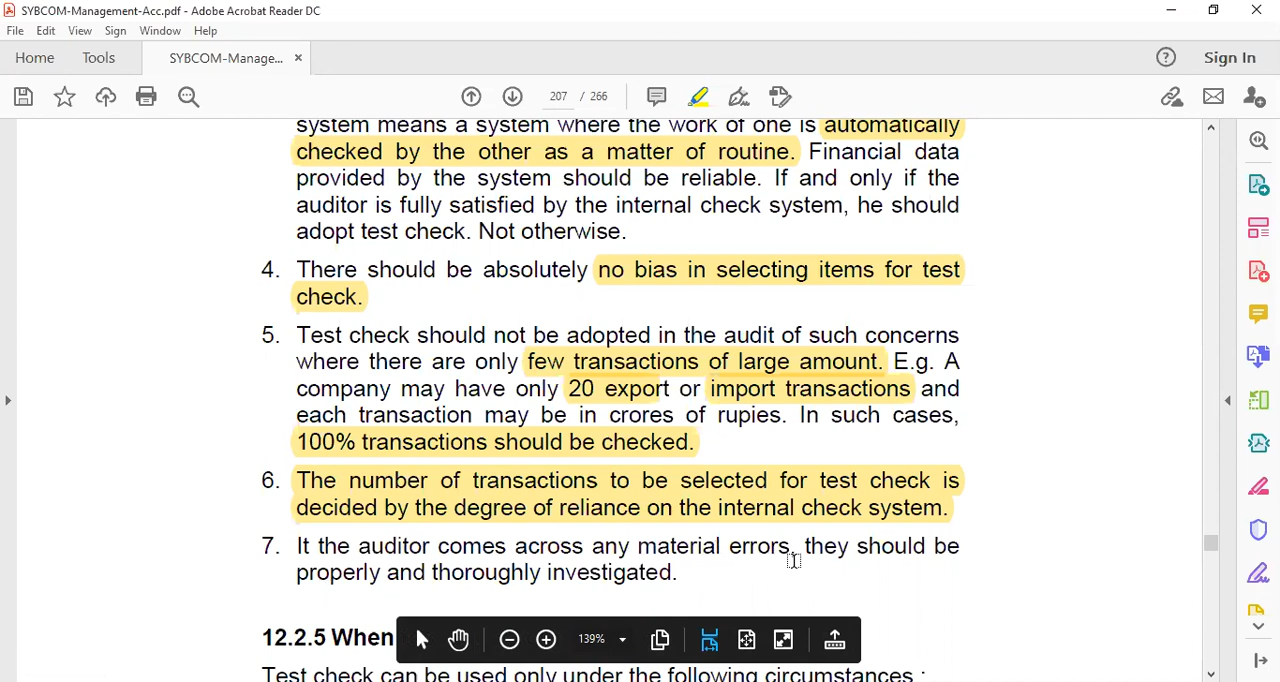 SYBCOM-Management-Acc.pdf - Adobe Acrobat Reader DC
File Edit View Sign Window Help
Home Tools SYBCOM-Manage... × Sign In
207 / 266
system means a system where the work of one is automatically
checked by the other as a matter of routine. Financial data
provided by the system should be reliable. If and only if the
auditor is fully satisfied by the internal check system, he should
adopt test check. Not otherwise.
4. There should be absolutely no bias in selecting items for test
check.
5. Test check should not be adopted in the audit of such concerns
where there are only few transactions of large amount. E.g. A
company may have only 20 export or import transactions and
each transaction may be in crores of rupies. In such cases,
100% transactions should be checked.
6. The number of transactions to be selected for test check is
decided by the degree of reliance on the internal check system.
7. It the auditor comes across any material errors, they should be
properly and thoroughly investigated.
12.2.5 When
139%
Test check can be used only under the following circumstances :